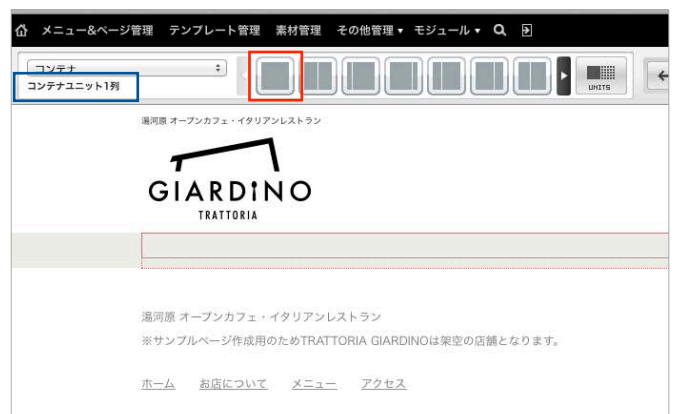 メニュー&ページ管理 テンプレート管理 素材管理 その他管理▼ モジュール▼
コンテナ
コンテナユニット1列
UNITS
湯河原 オープンカフェ・イタリアンレストラン
GIARDiNO
TRATTORIA
湯河原 オープンカフェ・イタリアンレストラン
※サンプルページ作成用のためTRATTORIA GIARDINOは架空の店舗となります。
ホーム お店について メニュー アクセス